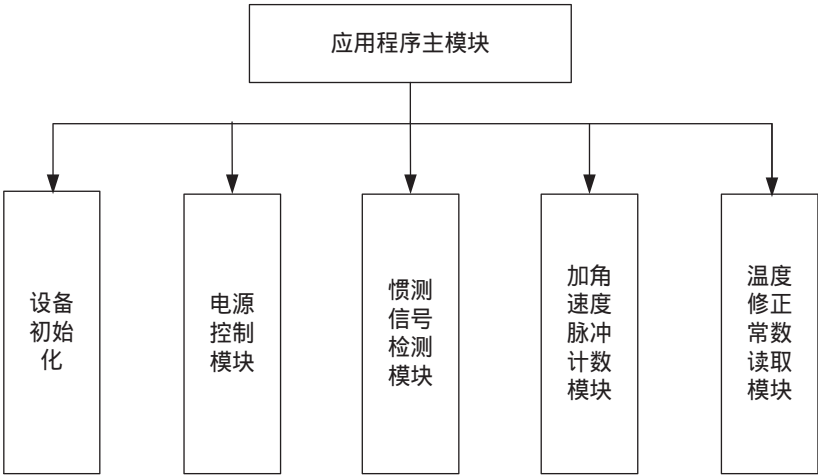 应用程序主模块
设备
初始
化
电源
控制
模块
惯测
信号
检测
模块
加角
速度
脉冲
计数
模块
温度
修正
常数
读取
模块